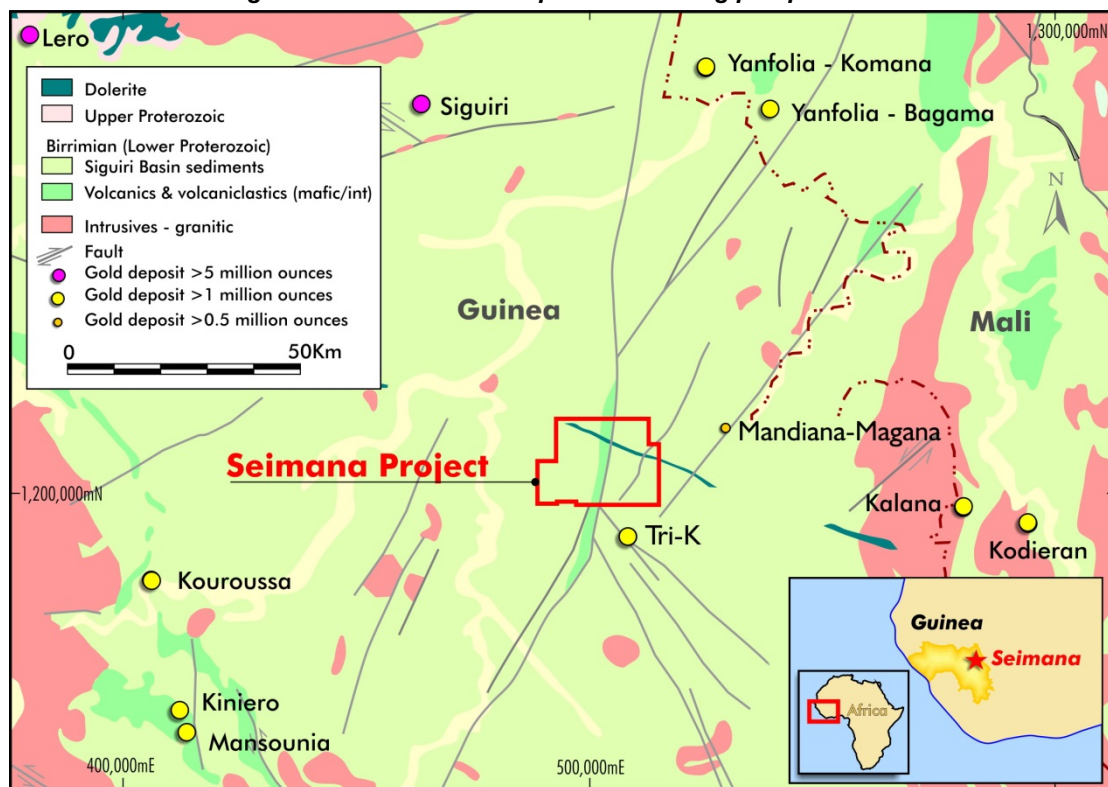 Lero
1,300,000mN
Yanfolia - Komana
Siguiri
Yanfolia - Bagama
Dolerite
Upper Proterozoic
Birrimian (Lower Proterozoic)
Siguiri Basin sediments
Volcanics & volcaniclastics (mafic/int)
Intrusives - granitic
Fault
Gold deposit >5 million ounces
Gold deposit >1 million ounces
Gold deposit >0.5 million ounces
0 50Km
N
Guinea
Mali
Mandiana-Magana
Seimana Project
1,200,000mN
Kalana
Tri-K
Kodieran
Kouroussa
Guinea
Seimana
Africa
Kiniero
Mansounia
400,000mE
500,000mE